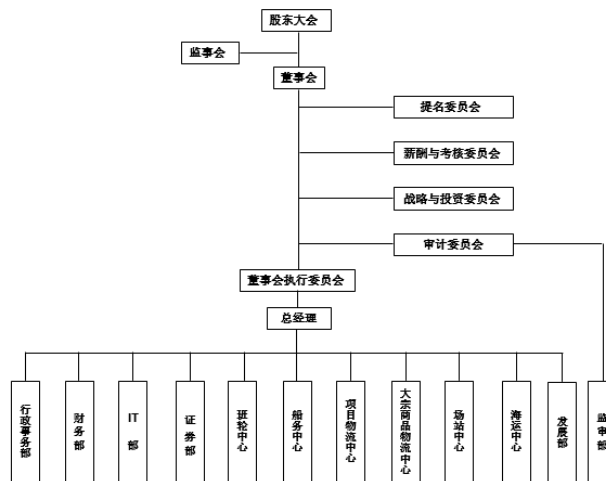 股东大会
监事会
董事会
提名委员会
薪酬与考核委员会
战略与投资委员会
审计委员会
董事会执行委员会
总经理
行政事务部
财务部
IT部
证券部
班轮中心
船务中心
项目物流中心
大宗商品物流中心
场站中心
海运中心
发展部
监审部